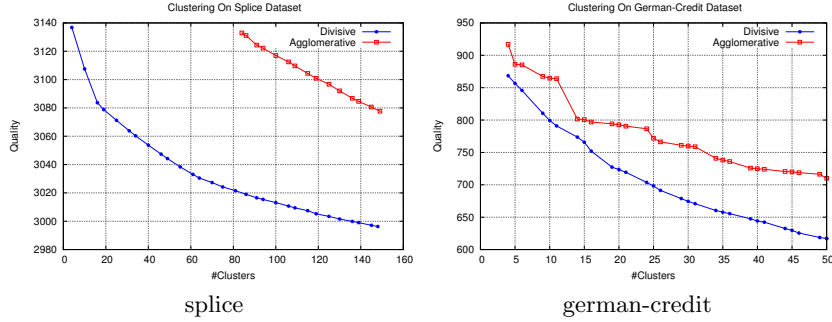 Clustering On Splice Dataset
3140
3120
3100
3080
3060
3040
3020
3000
2980
Quality
Divisive
Agglomerative
0 20 40 60 80 100 120 140 160
#Clusters
splice
Clustering On German-Credit Dataset
950
900
850
800
750
700
650
600
Quality
Divisive
Agglomerative
0 5 10 15 20 25 30 35 40 45 50
#Clusters
german-credit